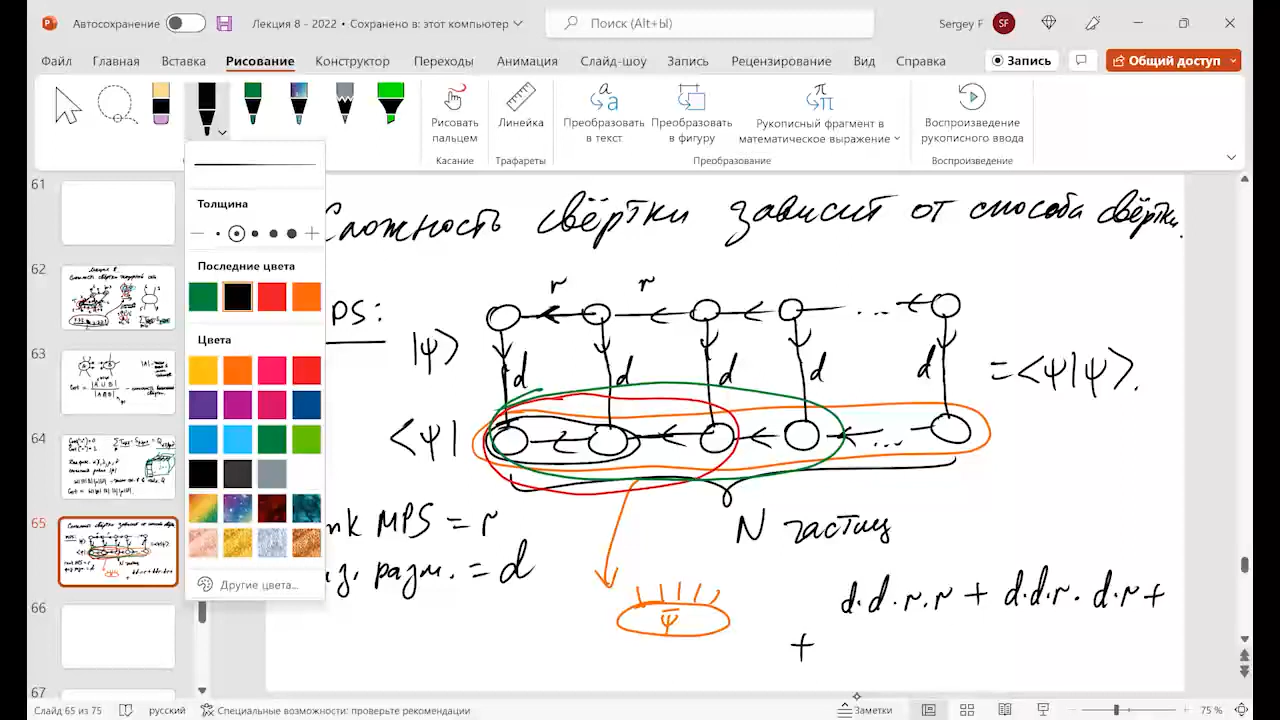 Автосохранение
Лекция 8 - 2022 • Сохранено в: этот компьютер
Поиск (Alt+Ы)
Sergey F
SF
Файл Главная Вставка Рисование Конструктор Переходы Анимация Слайд-шоу Запись Рецензирование Вид Справка
Запись
Общий доступ
Рисовать пальцем
Линейка
Преобразовать в текст
Преобразовать в фигуру
Рукописный фрагмент в математическое выражение
Воспроизведение рукописного ввода
Касание
Трафареты
Преобразование
Воспроизведение
Толщина
Последние цвета
Цвета
Другие цвета...
61
62
63
64
65
66
67
Сложность свёртки зависит от способа свёртки.
r r
PS:
|ψ⟩
d d d d d
...
= ⟨ψ|ψ⟩.
⟨ψ|
...
N частиц
nk MPS = r
з. разм. = d
ψ̅
d·d·r·r + d·d·r·d·r +
+
Слайд 65 из 75
русский
Специальные возможности: проверьте рекомендации
Заметки
75 %